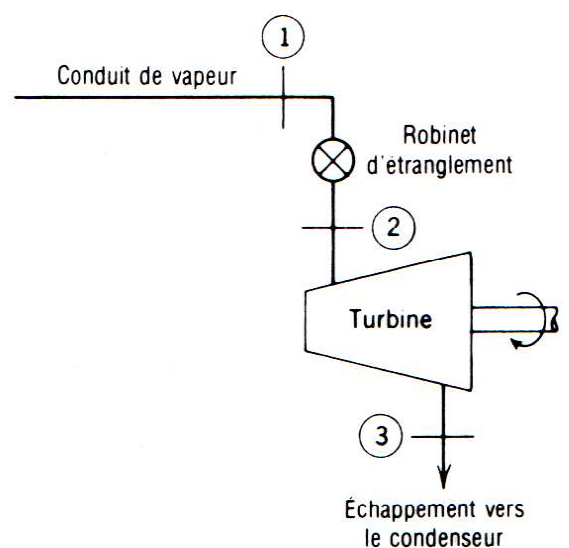 1
Conduit de vapeur
Robinet
d'étranglement
2
Turbine
3
Échappement vers
le condenseur